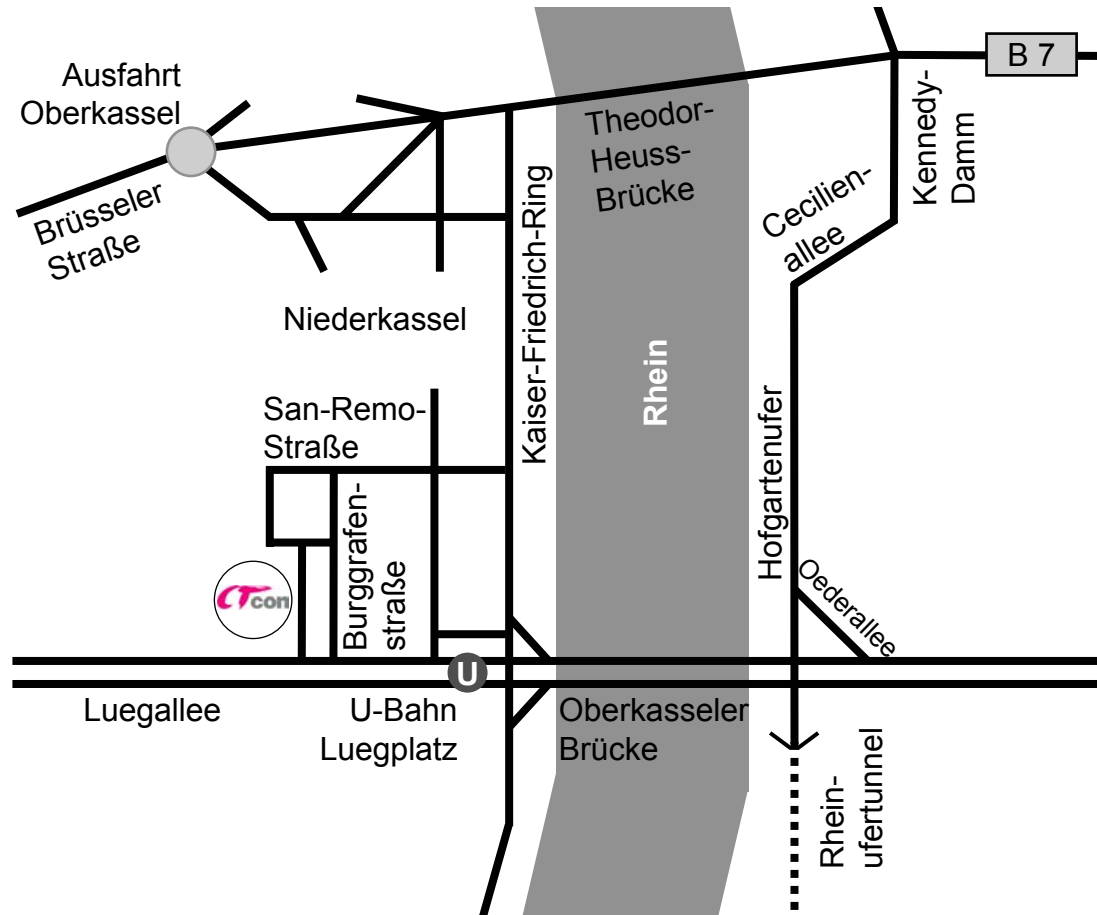 B 7
Ausfahrt
Oberkassel
Theodor-
Heuss-
Brücke
Kennedy-
Damm
Brüsseler
Straße
Cecilien-
allee
Kaiser-Friedrich-Ring
Niederkassel
Rhein
San-Remo-
Straße
Hofgartenufer
Burggrafen-
straße
CTcon
Oederallee
U
Luegallee
U-Bahn
Luegplatz
Oberkasseler
Brücke
Rhein-
ufertunnel